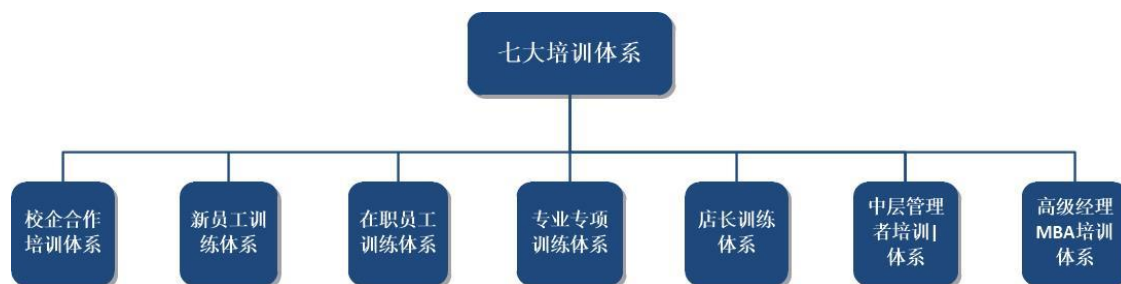 七大培训体系
校企合作
培训体系
新员工训
练体系
在职员工
训练体系
专业专项
训练体系
店长训练
体系
中层管理
者培训|
体系
高级经理
MBA培训
体系